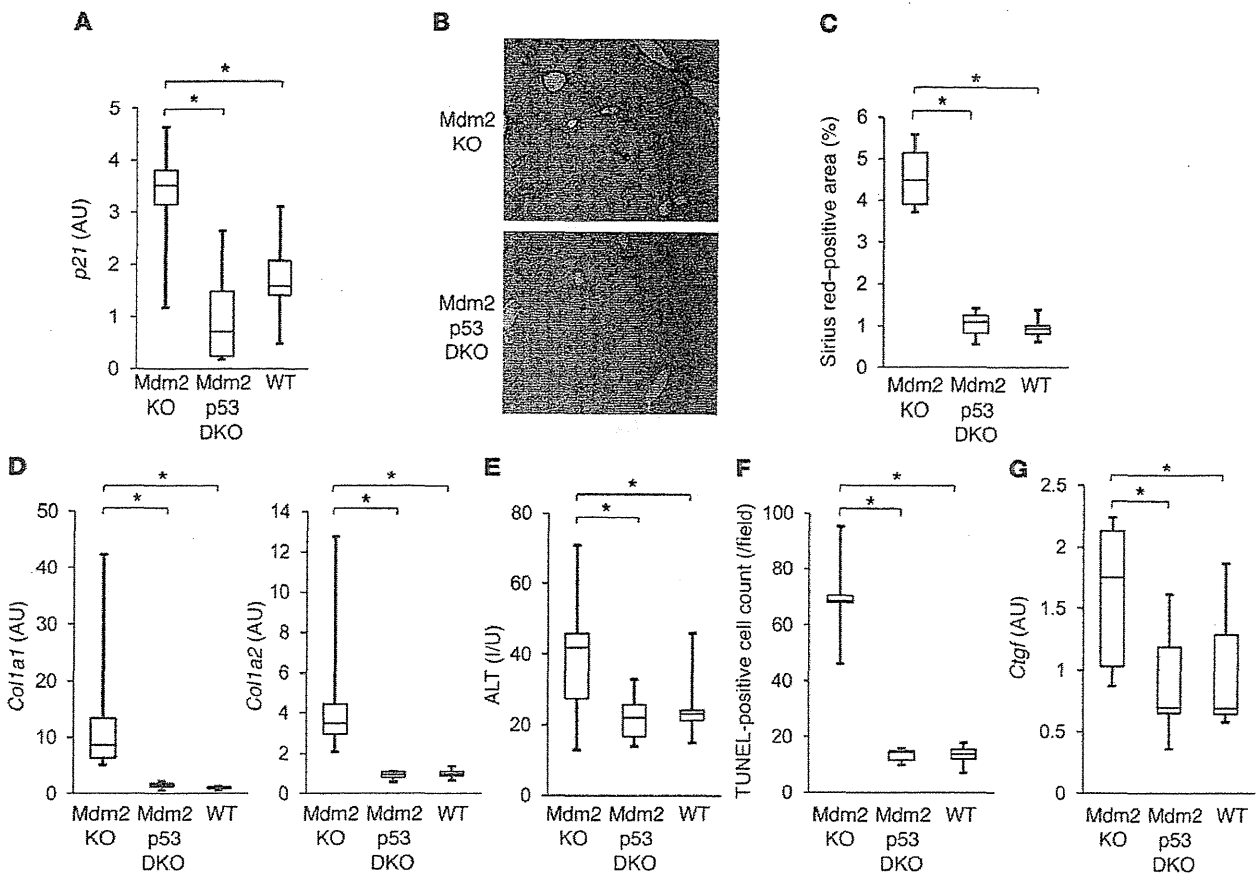 A
*
*
p21 (AU)
5
4
3
2
1
0
Mdm2 KO
Mdm2 p53 DKO
WT
B
Mdm2 KO
Mdm2 p53 DKO
C
*
*
Sirius red–positive area (%)
6
5
4
3
2
1
0
Mdm2 KO
Mdm2 p53 DKO
WT
D
*
*
Col1a1 (AU)
50
40
30
20
10
0
Mdm2 KO
Mdm2 p53 DKO
WT
*
*
Col1a2 (AU)
14
12
10
8
6
4
2
0
Mdm2 KO
Mdm2 p53 DKO
WT
E
*
*
ALT (I/U)
80
60
40
20
0
Mdm2 KO
Mdm2 p53 DKO
WT
F
*
*
TUNEL-positive cell count (/field)
100
80
60
40
20
0
Mdm2 KO
Mdm2 p53 DKO
WT
G
*
*
Ctgf (AU)
2.5
2
1.5
1
0.5
0
Mdm2 KO
Mdm2 p53 DKO
WT